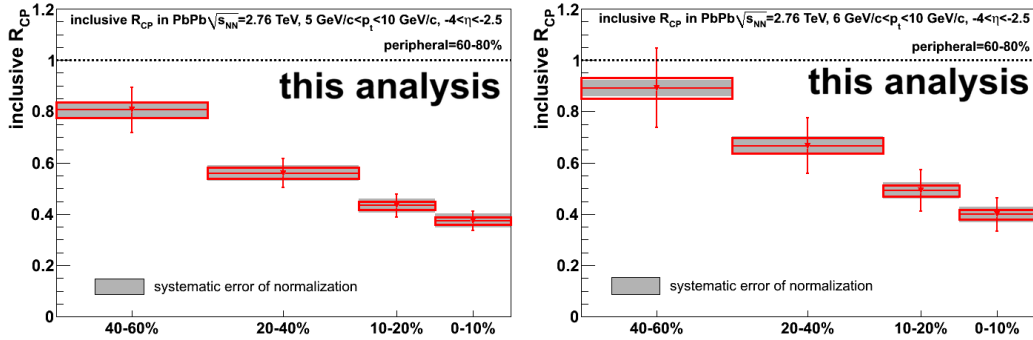 inclusive R_CP in PbPb√s_NN=2.76 TeV, 5 GeV/c<p_t<10 GeV/c, -4<η<-2.5
peripheral=60-80%
this analysis
inclusive R_CP
1.2
1
0.8
0.6
0.4
0.2
0
systematic error of normalization
40-60% 20-40% 10-20% 0-10%
inclusive R_CP in PbPb√s_NN=2.76 TeV, 6 GeV/c<p_t<10 GeV/c, -4<η<-2.5
peripheral=60-80%
this analysis
inclusive R_CP
1.2
1
0.8
0.6
0.4
0.2
0
systematic error of normalization
40-60% 20-40% 10-20% 0-10%